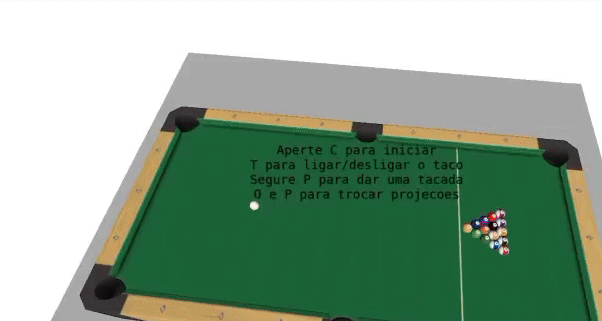 Aperte C para iniciar
T para ligar/desligar o taco
Segure P para dar uma tacada
O e P para trocar projecoes